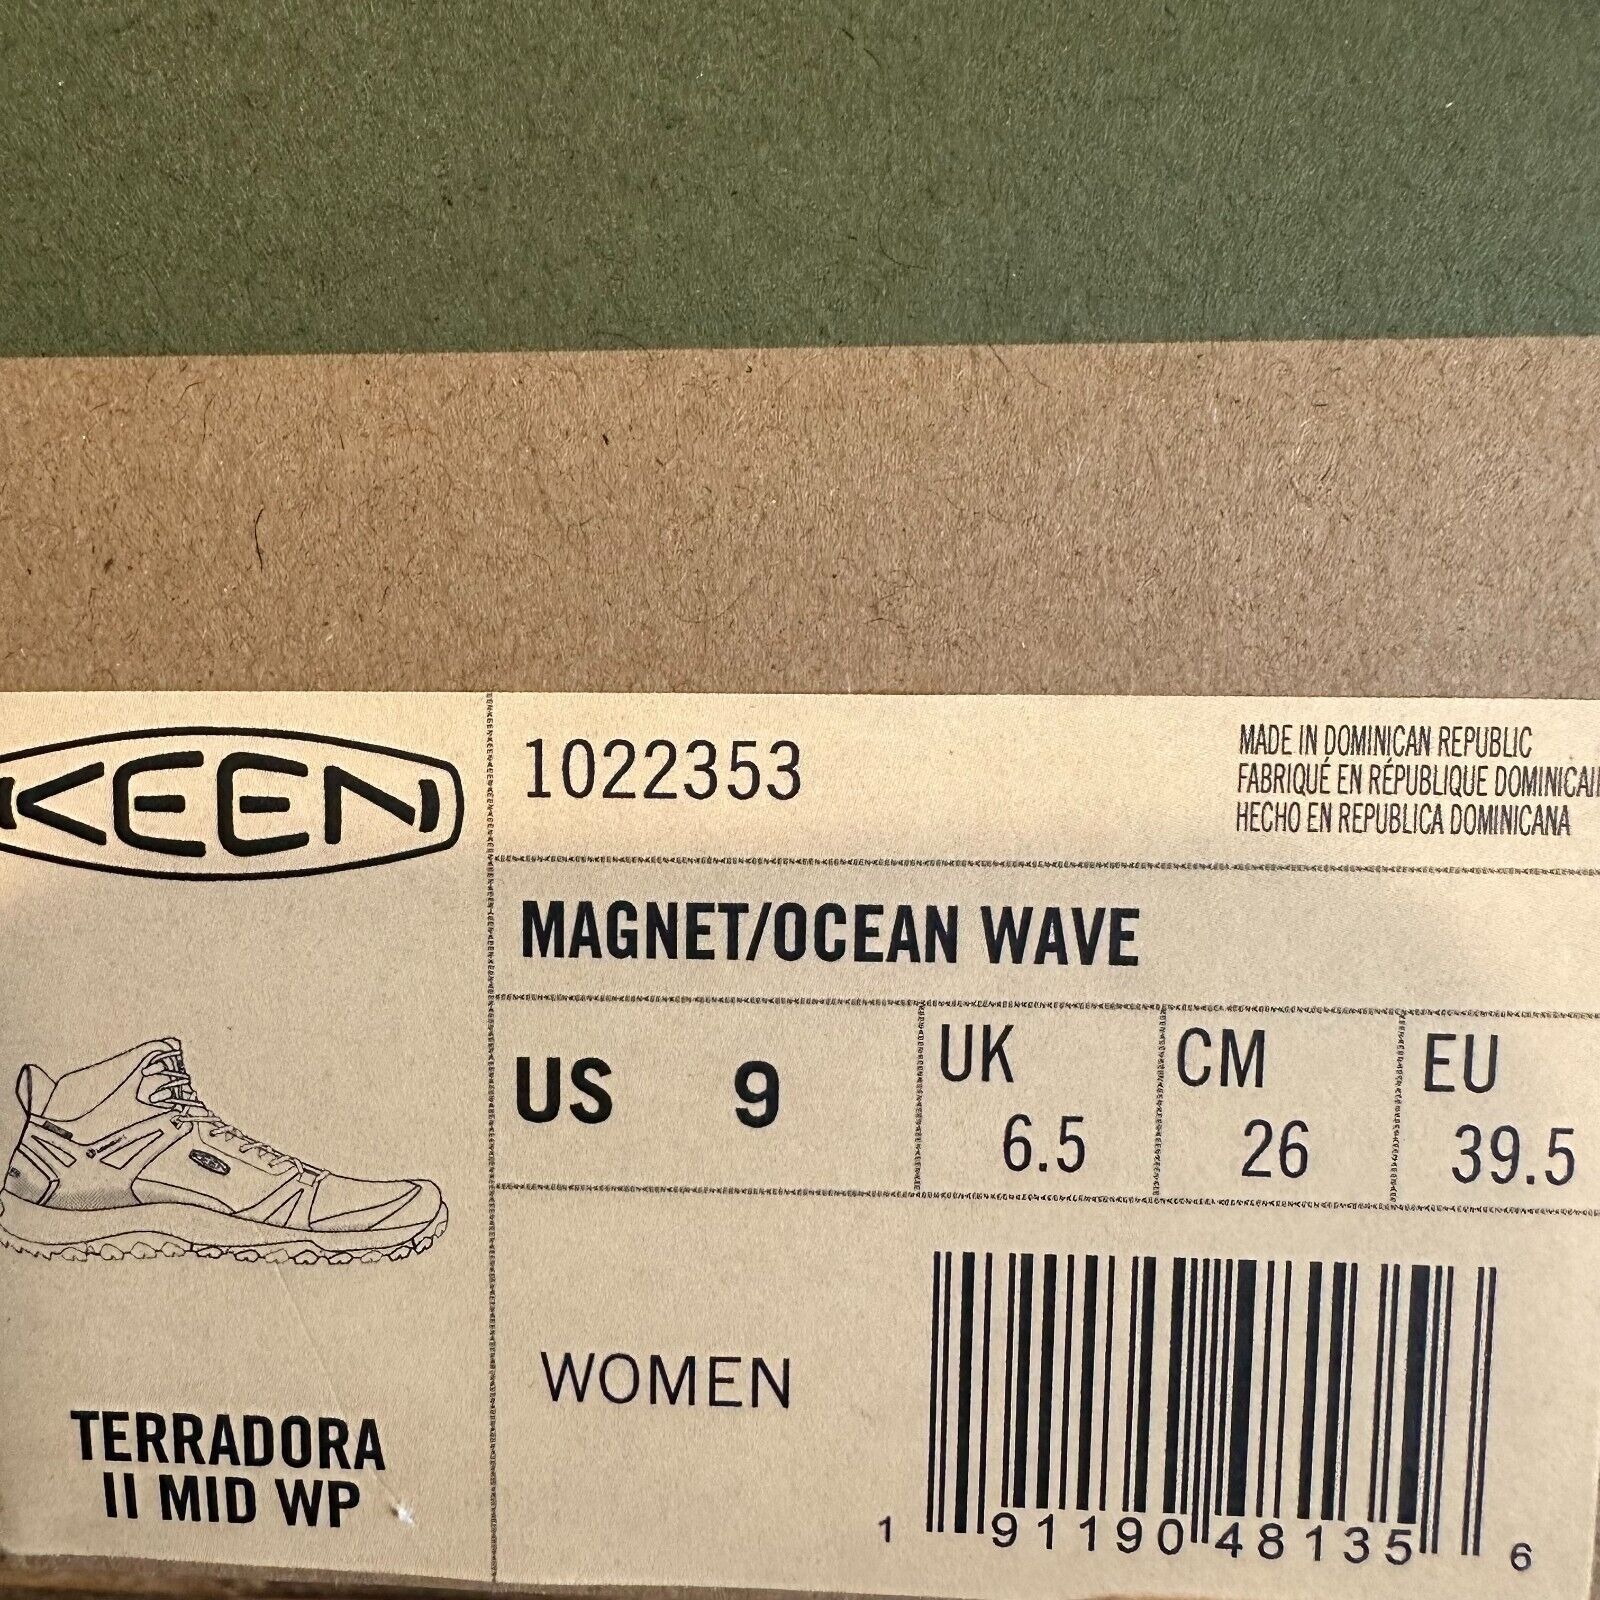 KEEN
1022353
MADE IN DOMINICAN REPUBLIC
FABRIQUÉ EN RÉPUBLIQUE
HECHO EN REPUBLICA DOMINICANA
MAGNET/OCEAN WAVE
US 9
UK 6.5
CM 26
EU 39.5
KEEN
TERRADORA
II MID WP
WOMEN
1 91190 48135 6